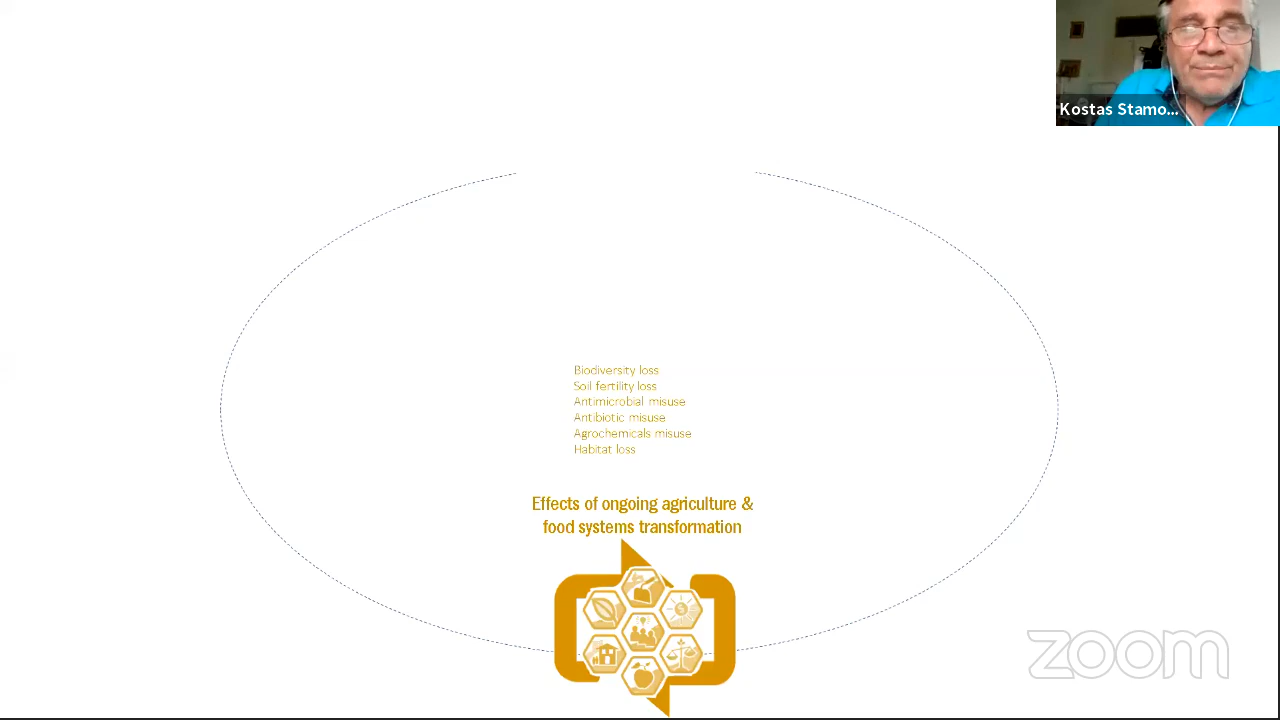 Kostas Stamo...
Biodiversity loss
Soil fertility loss
Antimicrobial misuse
Antibiotic misuse
Agrochemicals misuse
Habitat loss
Effects of ongoing agriculture &
food systems transformation
zoom